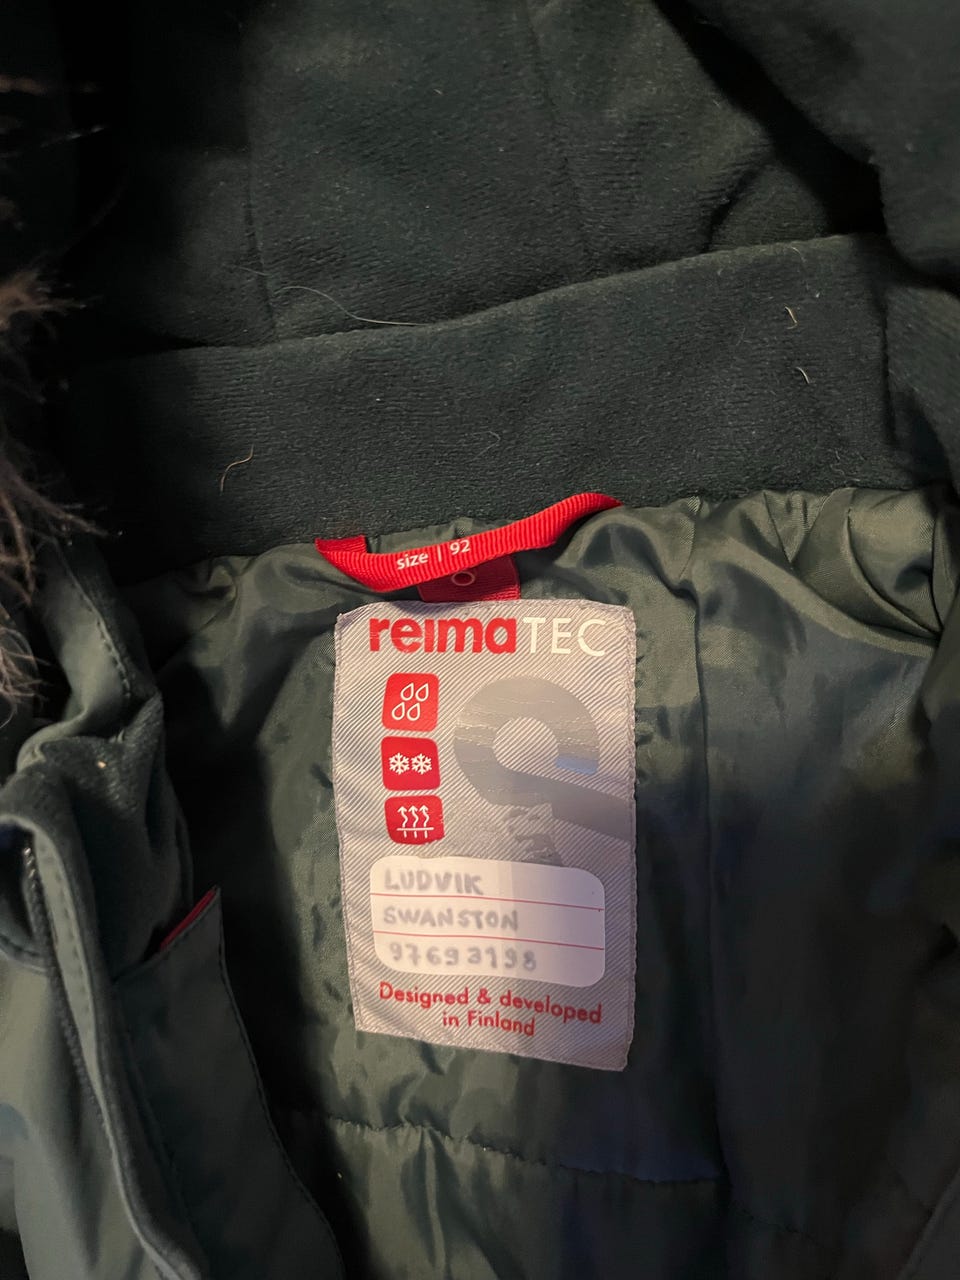 size | 92
reimaTEC
LUDVIK
SWANSTON
97693198
Designed & developed
in Finland